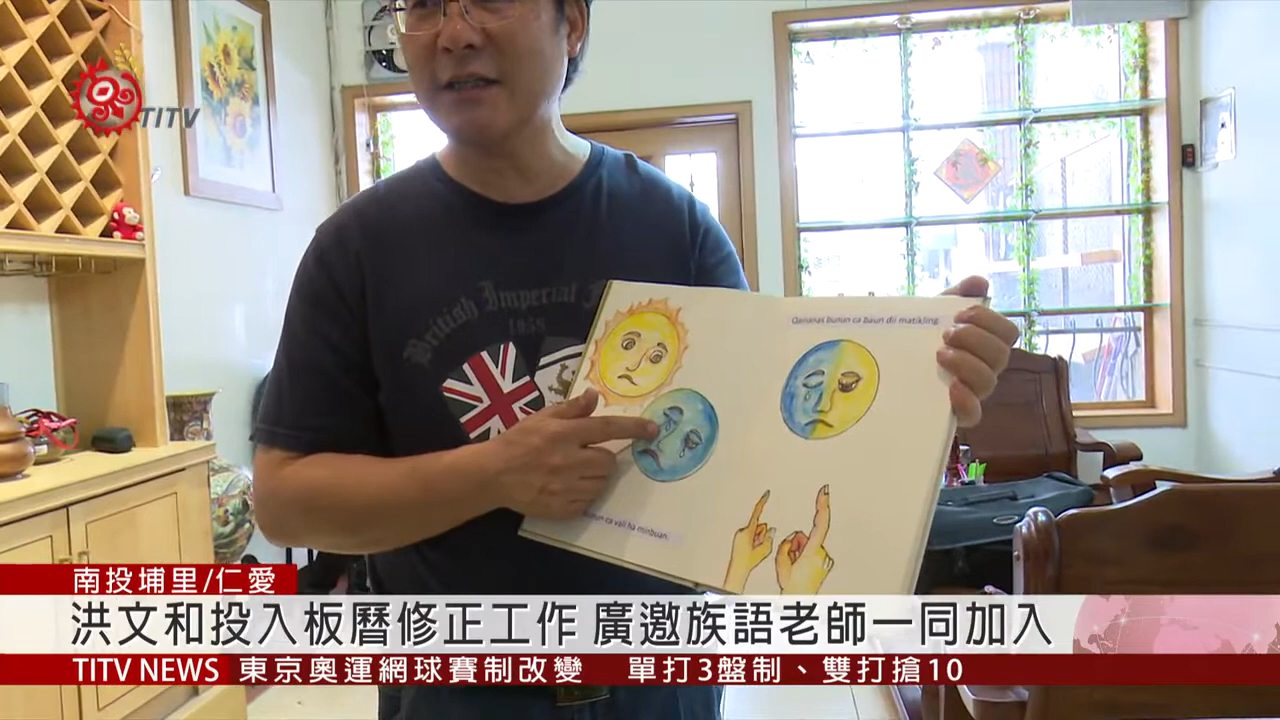 TITV
British Imperial
1958
Qananas bunun ca baun dii matikling.
ca vali ha minbuan.
南投埔里/仁愛
洪文和投入板曆修正工作 廣邀族語老師一同加入
TITV NEWS 東京奧運網球賽制改變 單打3盤制、雙打搶10